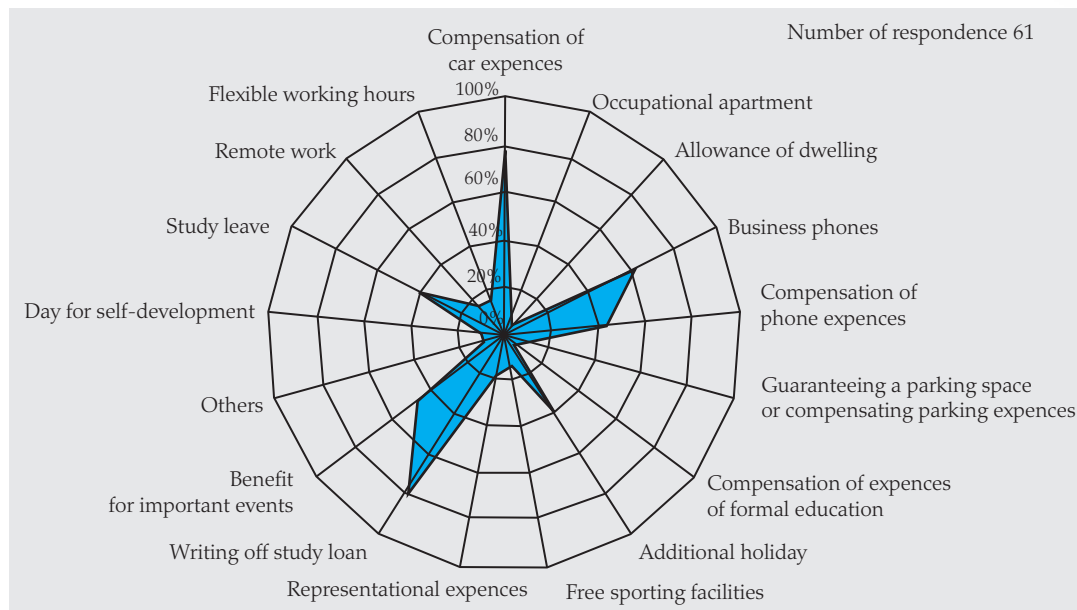 Number of respondence 61
Compensation of
car expences
100%
80%
60%
40%
20%
0%
Occupational apartment
Allowance of dwelling
Business phones
Compensation of
phone expences
Guaranteeing a parking space
or compensating parking expences
Compensation of expences
of formal education
Additional holiday
Free sporting facilities
Representational expences
Writing off study loan
Benefit
for important events
Others
Day for self-development
Study leave
Remote work
Flexible working hours